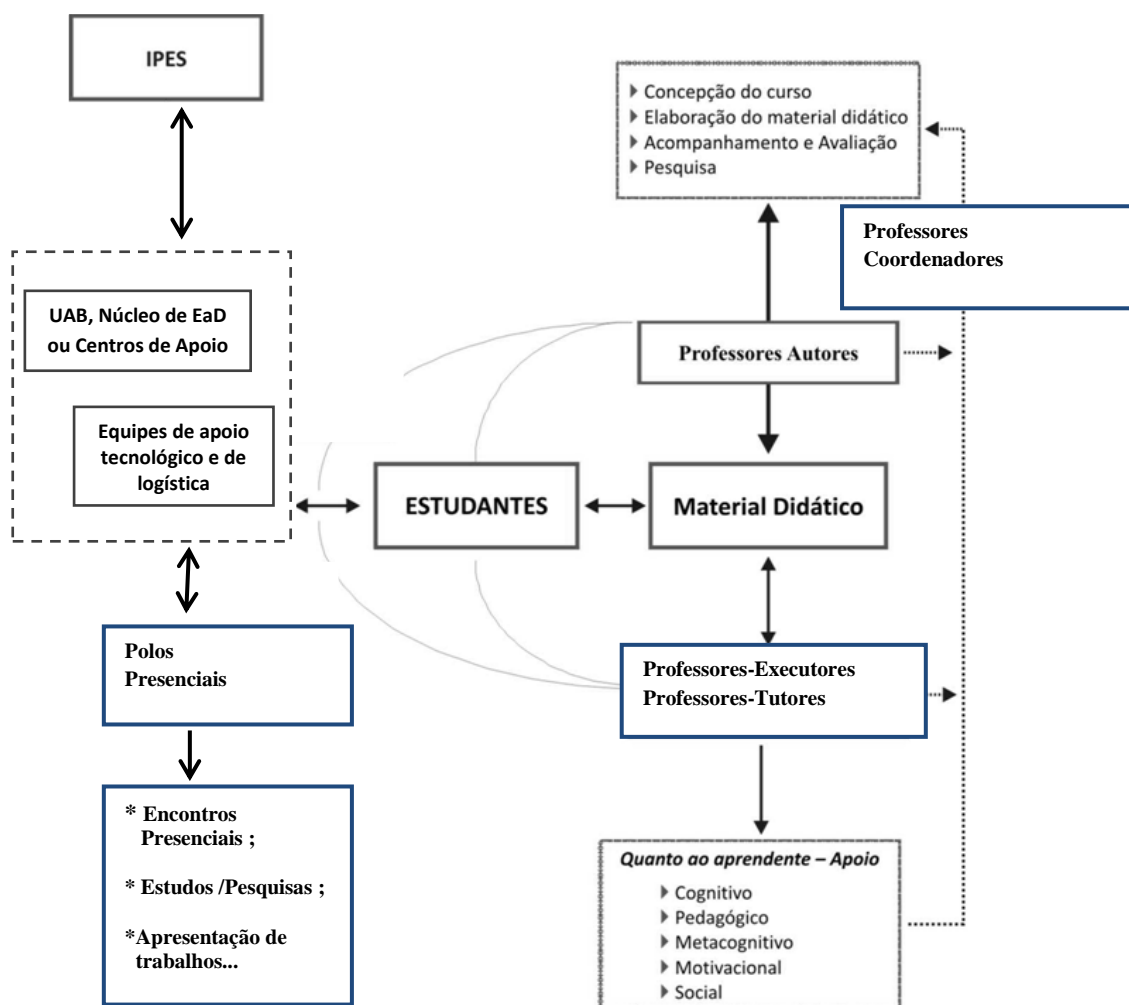 IPES
Concepção do curso
Elaboração do material didático
Acompanhamento e Avaliação
Pesquisa
Professores
Coordenadores
UAB, Núcleo de EaD
ou Centros de Apoio
Professores Autores
Equipes de apoio
tecnológico e de
logística
ESTUDANTES
Material Didático
Polos
Presenciais
Professores-Executores
Professores-Tutores
* Encontros
Presenciais ;
* Estudos /Pesquisas ;
*Apresentação de
trabalhos...
Quanto ao aprendente – Apoio
Cognitivo
Pedagógico
Metacognitivo
Motivacional
Social